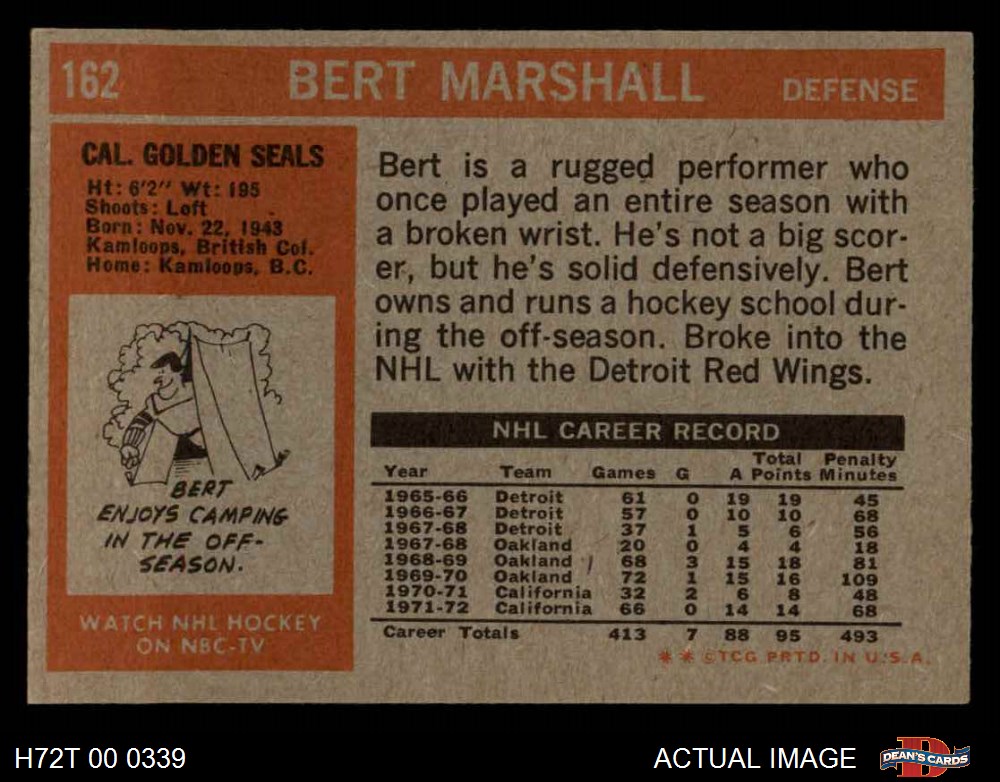 162 BERT MARSHALL DEFENSE
CAL. GOLDEN SEALS
Ht: 6'2" Wt: 195
Shoots: Left
Born: Nov. 22, 1943
Kamloops, British Col.
Home: Kamloops, B.C.
BERT
ENJOYS CAMPING
IN THE OFF-
SEASON.
WATCH NHL HOCKEY
ON NBC-TV
Bert is a rugged performer who
once played an entire season with
a broken wrist. He's not a big scor-
er, but he's solid defensively. Bert
owns and runs a hockey school dur-
ing the off-season. Broke into the
NHL with the Detroit Red Wings.
NHL CAREER RECORD
Total Penalty
Year Team Games G A Points Minutes
1965-66 Detroit 61 0 19 19 45
1966-67 Detroit 57 0 10 10 68
1967-68 Detroit 37 1 5 6 56
1967-68 Oakland 20 0 4 4 18
1968-69 Oakland 68 3 15 18 81
1969-70 Oakland 72 1 15 16 109
1970-71 California 32 2 6 8 48
1971-72 California 66 0 14 14 68
Career Totals 413 7 88 95 493
* * ©TCG PRTD. IN U.S.A.
H72T 00 0339 ACTUAL IMAGE DEAN'S CARDS